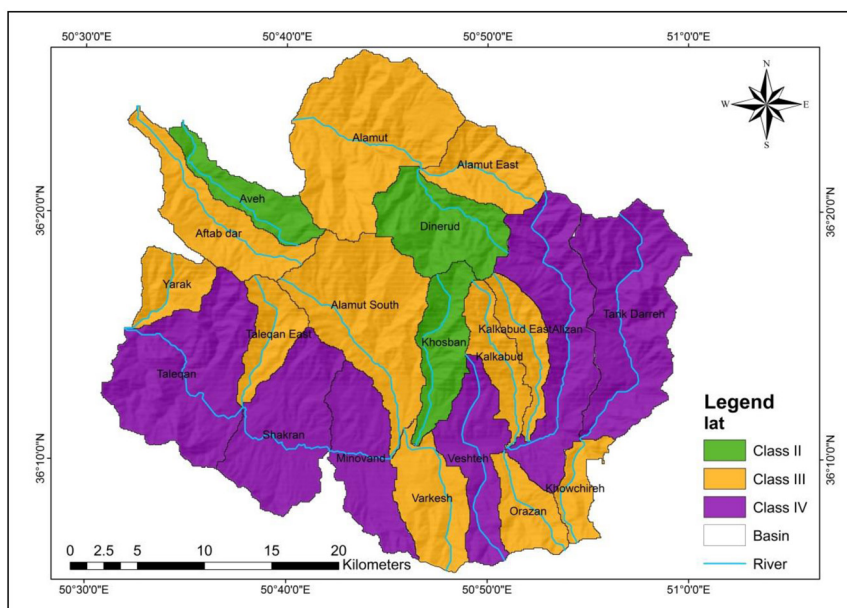 50°30'0"E 50°40'0"E 50°50'0"E 51°0'0"E
N
W E
S
Alamut
Alamut East
Aveh
36°20'0"N 36°20'0"N
Dinerud
Aftab dar
Yarak
Alamut South
Tark Darreh
Taleqan East
Kalkabud East
Alizan
Khosban
Kalkabud
Taleqan
Legend
lat
Shakran
Class II
Minovand
Veshteh
36°10'0"N 36°10'0"N
Class III
Khowchireh
Varkesh
Orazan
Class IV
Basin
0 2.5 5 10 15 20
Kilometers
River
50°30'0"E 50°40'0"E 50°50'0"E 51°0'0"E